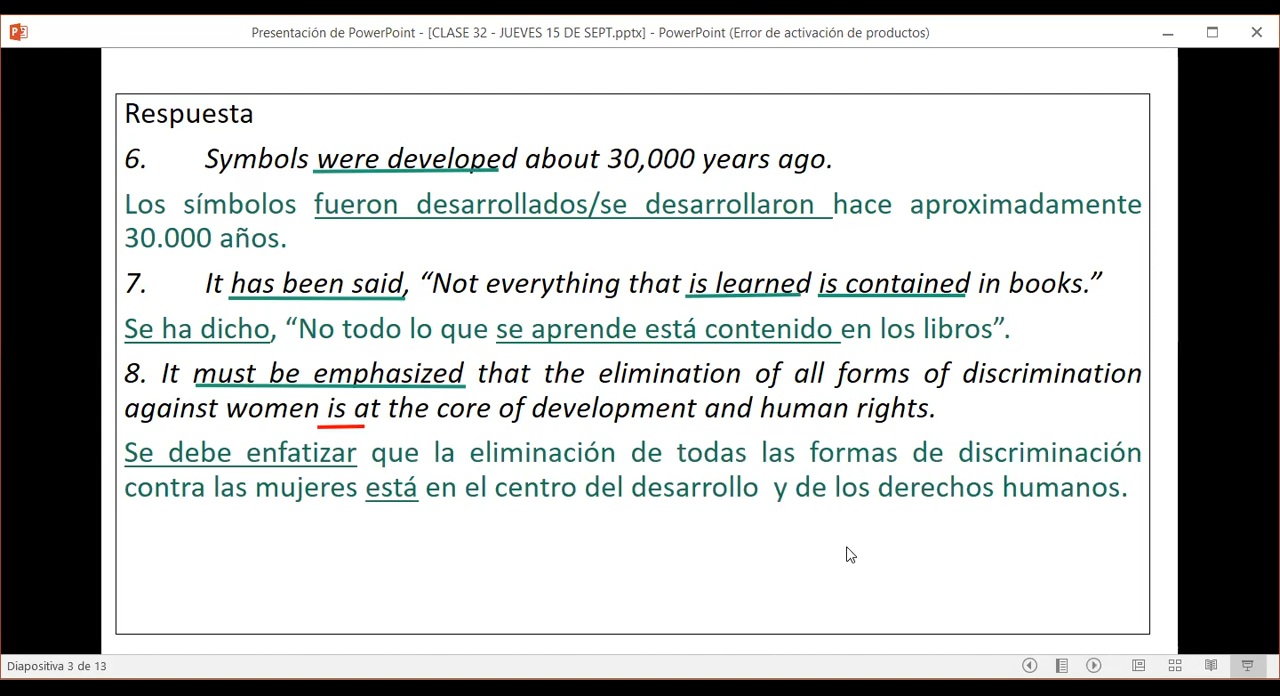 Presentación de PowerPoint - [CLASE 32 - JUEVES 15 DE SEPT.pptx] - PowerPoint (Error de activación de productos)
Respuesta
6. Symbols were developed about 30,000 years ago.
Los símbolos fueron desarrollados/se desarrollaron hace aproximadamente
30.000 años.
7. It has been said, “Not everything that is learned is contained in books.”
Se ha dicho, “No todo lo que se aprende está contenido en los libros”.
8. It must be emphasized that the elimination of all forms of discrimination
against women is at the core of development and human rights.
Se debe enfatizar que la eliminación de todas las formas de discriminación
contra las mujeres está en el centro del desarrollo y de los derechos humanos.
Diapositiva 3 de 13